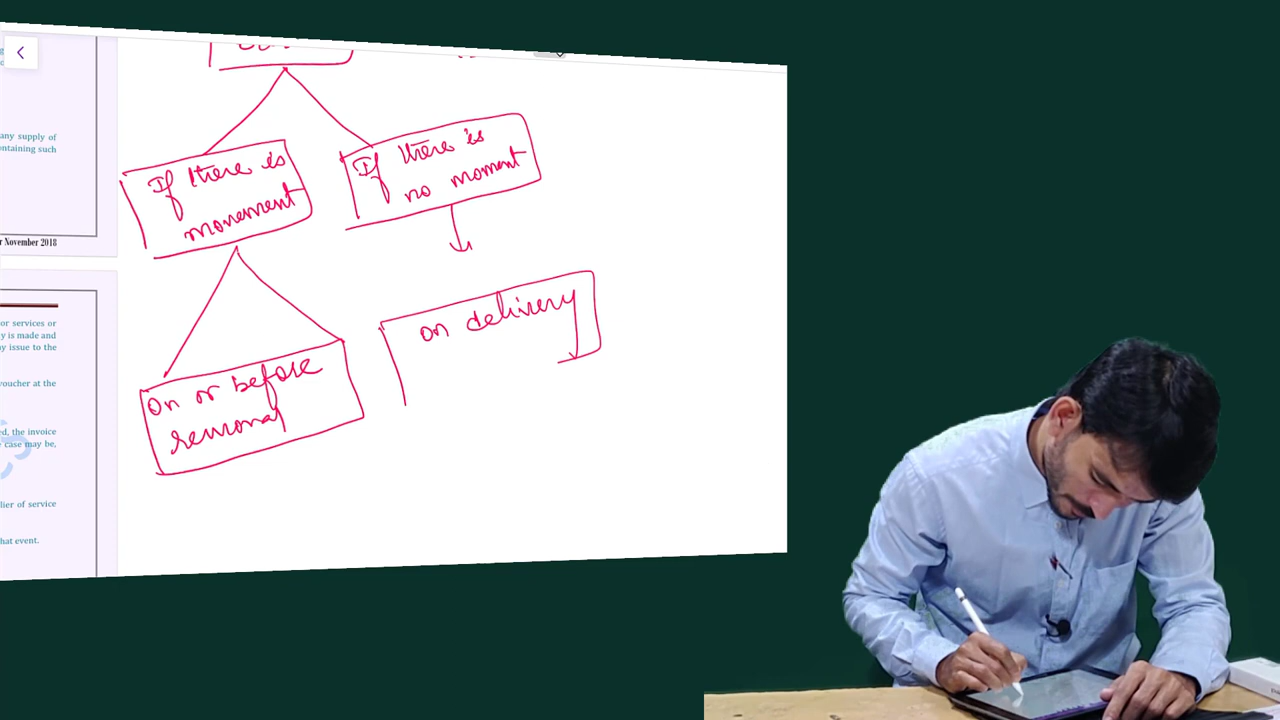 any supply of
ontaining such
November 2018
or services or
y is made and
ny issue to the
voucher at the
ed, the invoice
e case may be,
lier of service
hat event.
If there is
movement
If there is
no moment
on delivery
On or before
removal